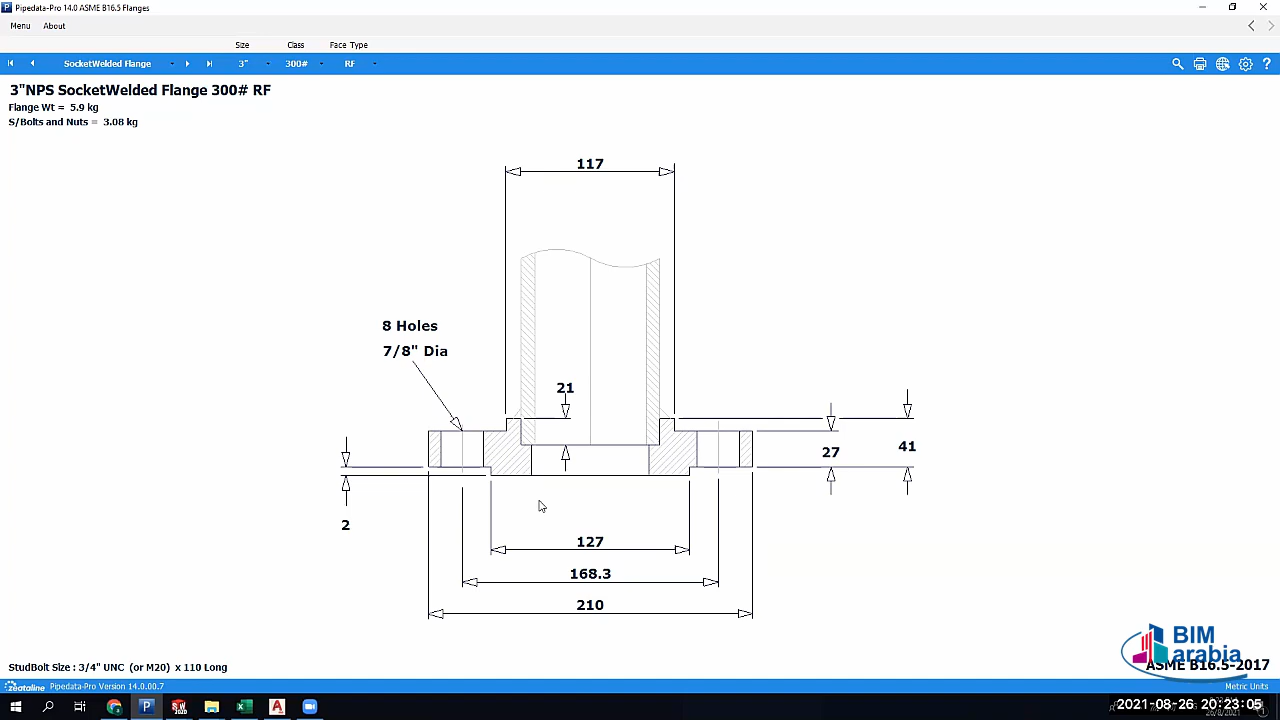 Pipedata-Pro 14.0 ASME B16.5 Flanges
Menu About
Size Class Face Type
SocketWelded Flange 3" 300# RF
3"NPS SocketWelded Flange 300# RF
Flange Wt = 5.9 kg
S/Bolts and Nuts = 3.08 kg
117
8 Holes
7/8" Dia
21
27
41
2
127
168.3
210
BIM
arabia
StudBolt Size : 3/4" UNC (or M20) x 110 Long
ASME B16.5-2017
zeataline Pipedata-Pro Version 14.0.00.7
Metric Units
2021-08-26 20:23:05